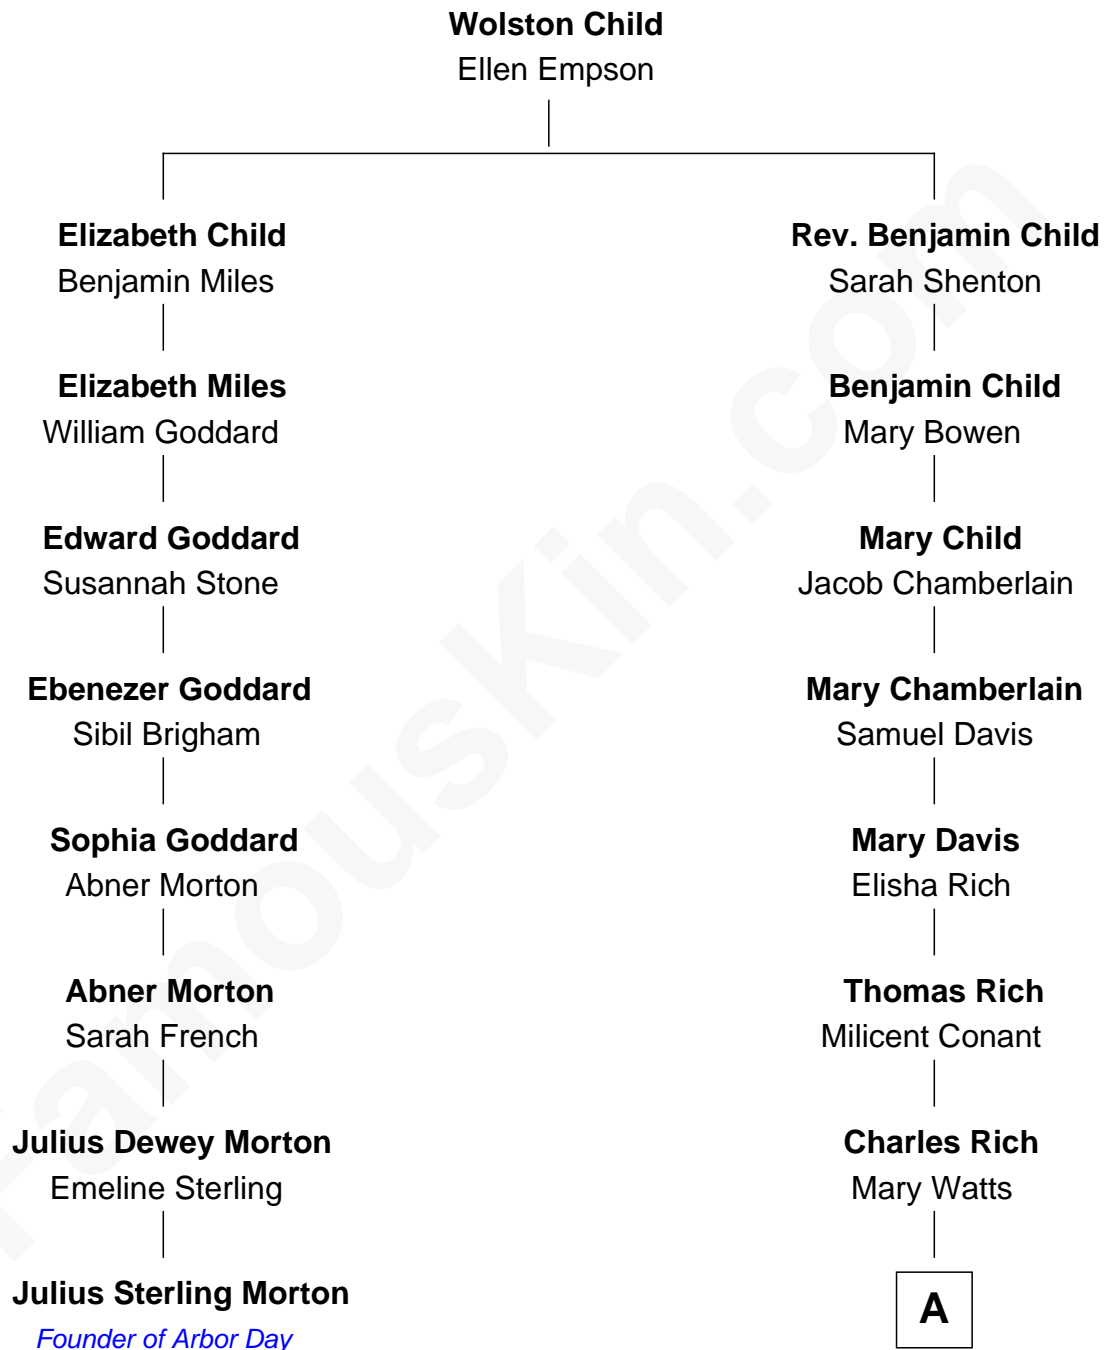 Wolston Child
Ellen Empson
Elizabeth Child
Benjamin Miles
Rev. Benjamin Child
Sarah Shenton
Elizabeth Miles
William Goddard
Benjamin Child
Mary Bowen
Edward Goddard
Susannah Stone
Mary Child
Jacob Chamberlain
Ebenezer Goddard
Sibil Brigham
Mary Chamberlain
Samuel Davis
Sophia Goddard
Abner Morton
Mary Davis
Elisha Rich
Abner Morton
Sarah French
Thomas Rich
Milicent Conant
Julius Dewey Morton
Emeline Sterling
Charles Rich
Mary Watts
Julius Sterling Morton
Founder of Arbor Day
A
FamousKin.com